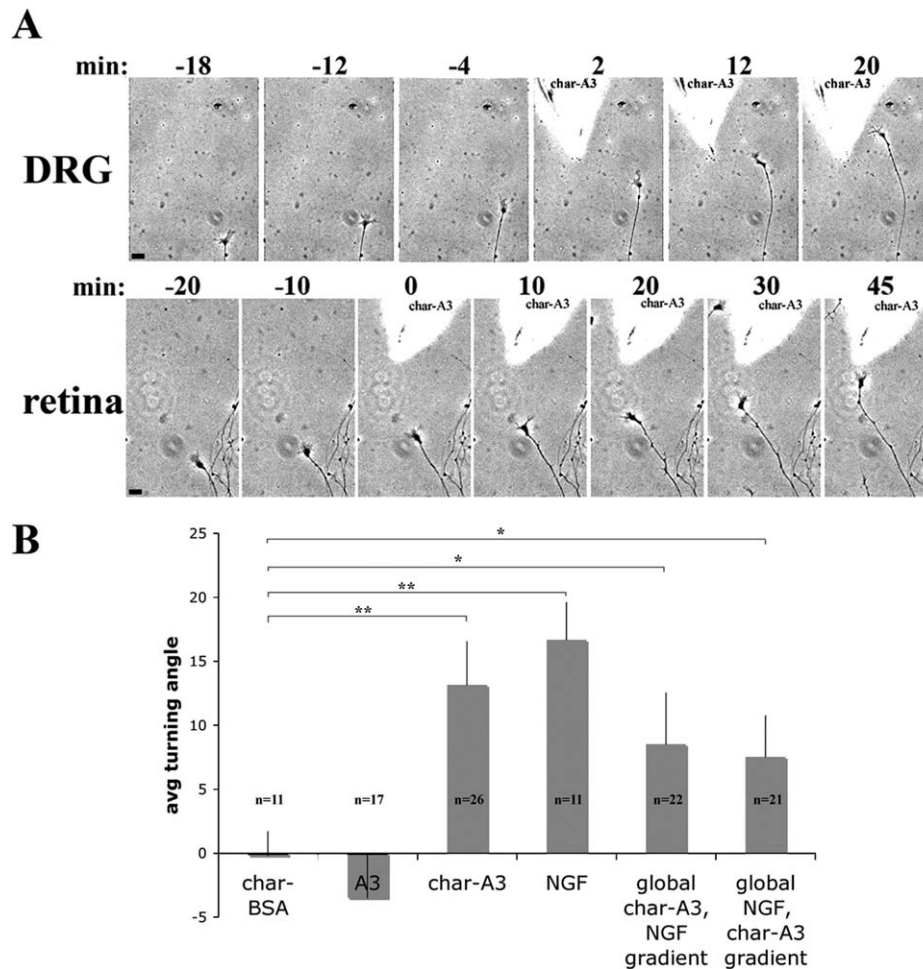 A
min: -18 -12 -4 2 12 20
char-A3 char-A3 char-A3
DRG
min: -20 -10 0 10 20 30 45
char-A3 char-A3 char-A3 char-A3 char-A3
retina
B
25
20
15
10
5
0
-5
avg turning angle
*
*
**
**
n=11 n=17 n=26 n=11 n=22 n=21
char-BSA
A3
char-A3
NGF
global
char-A3,
NGF
gradient
global
NGF,
char-A3
gradient